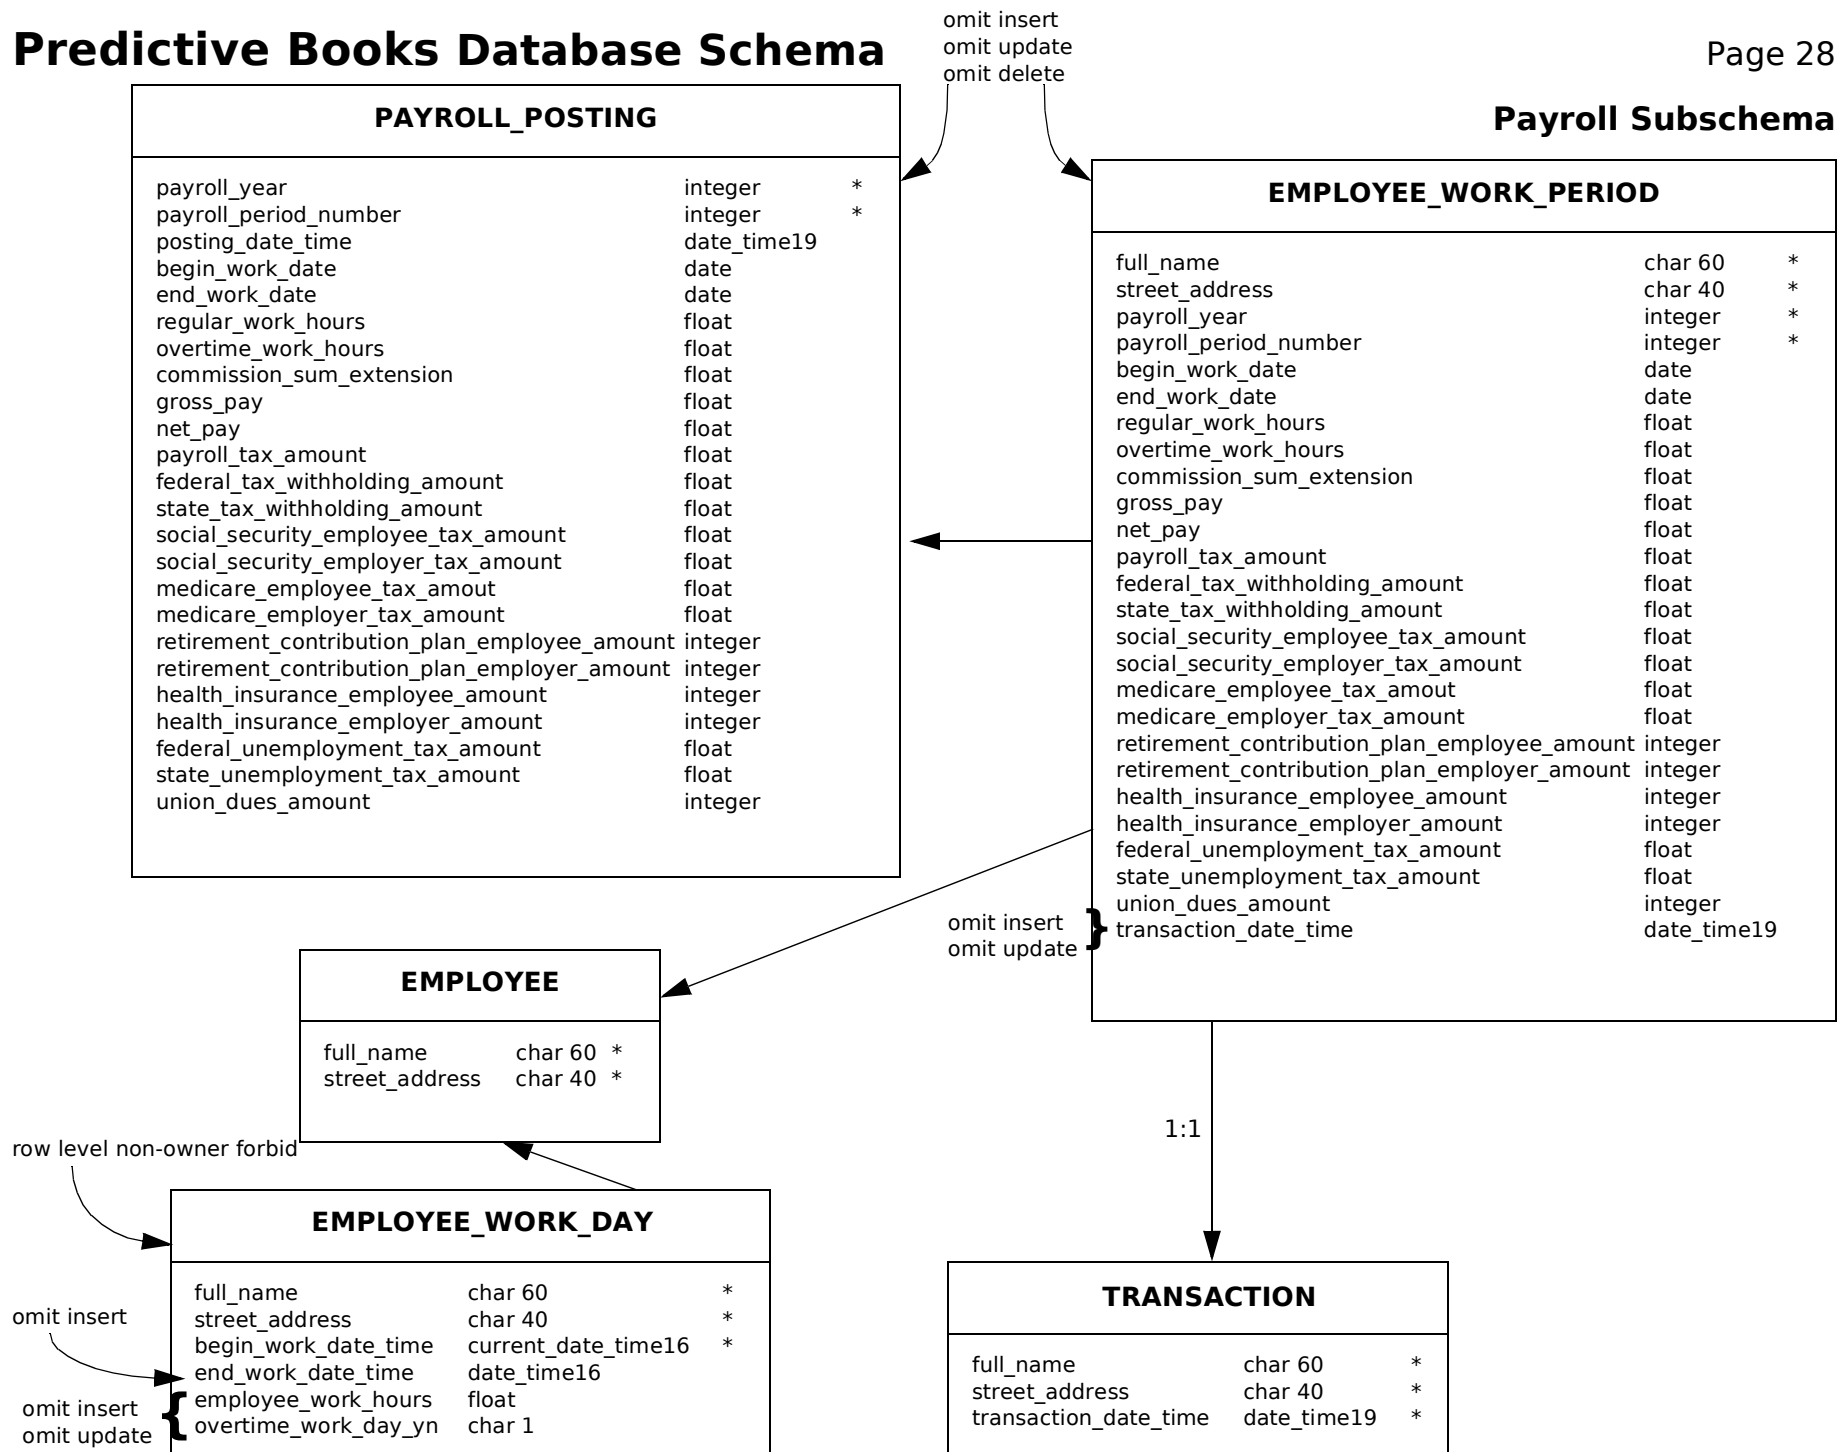 omit insert
omit update
omit delete
Predictive Books Database Schema
Page 28
Payroll Subschema
PAYROLL_POSTING
payroll_year integer *
payroll_period_number integer *
posting_date_time date_time19
begin_work_date date
end_work_date date
regular_work_hours float
overtime_work_hours float
commission_sum_extension float
gross_pay float
net_pay float
payroll_tax_amount float
federal_tax_withholding_amount float
state_tax_withholding_amount float
social_security_employee_tax_amount float
social_security_employer_tax_amount float
medicare_employee_tax_amout float
medicare_employer_tax_amount float
retirement_contribution_plan_employee_amount integer
retirement_contribution_plan_employer_amount integer
health_insurance_employee_amount integer
health_insurance_employer_amount integer
federal_unemployment_tax_amount float
state_unemployment_tax_amount float
union_dues_amount integer
EMPLOYEE_WORK_PERIOD
full_name char 60 *
street_address char 40 *
payroll_year integer *
payroll_period_number integer *
begin_work_date date
end_work_date date
regular_work_hours float
overtime_work_hours float
commission_sum_extension float
gross_pay float
net_pay float
payroll_tax_amount float
federal_tax_withholding_amount float
state_tax_withholding_amount float
social_security_employee_tax_amount float
social_security_employer_tax_amount float
medicare_employee_tax_amout float
medicare_employer_tax_amount float
retirement_contribution_plan_employee_amount integer
retirement_contribution_plan_employer_amount integer
health_insurance_employee_amount integer
health_insurance_employer_amount integer
federal_unemployment_tax_amount float
state_unemployment_tax_amount float
union_dues_amount integer
transaction_date_time date_time19
omit insert
omit update
}
EMPLOYEE
full_name char 60 *
street_address char 40 *
1:1
row level non-owner forbid
EMPLOYEE_WORK_DAY
full_name char 60 *
street_address char 40 *
begin_work_date_time current_date_time16 *
end_work_date_time date_time16
employee_work_hours float
overtime_work_day_yn char 1
omit insert
omit insert
omit update
{
TRANSACTION
full_name char 60 *
street_address char 40 *
transaction_date_time date_time19 *